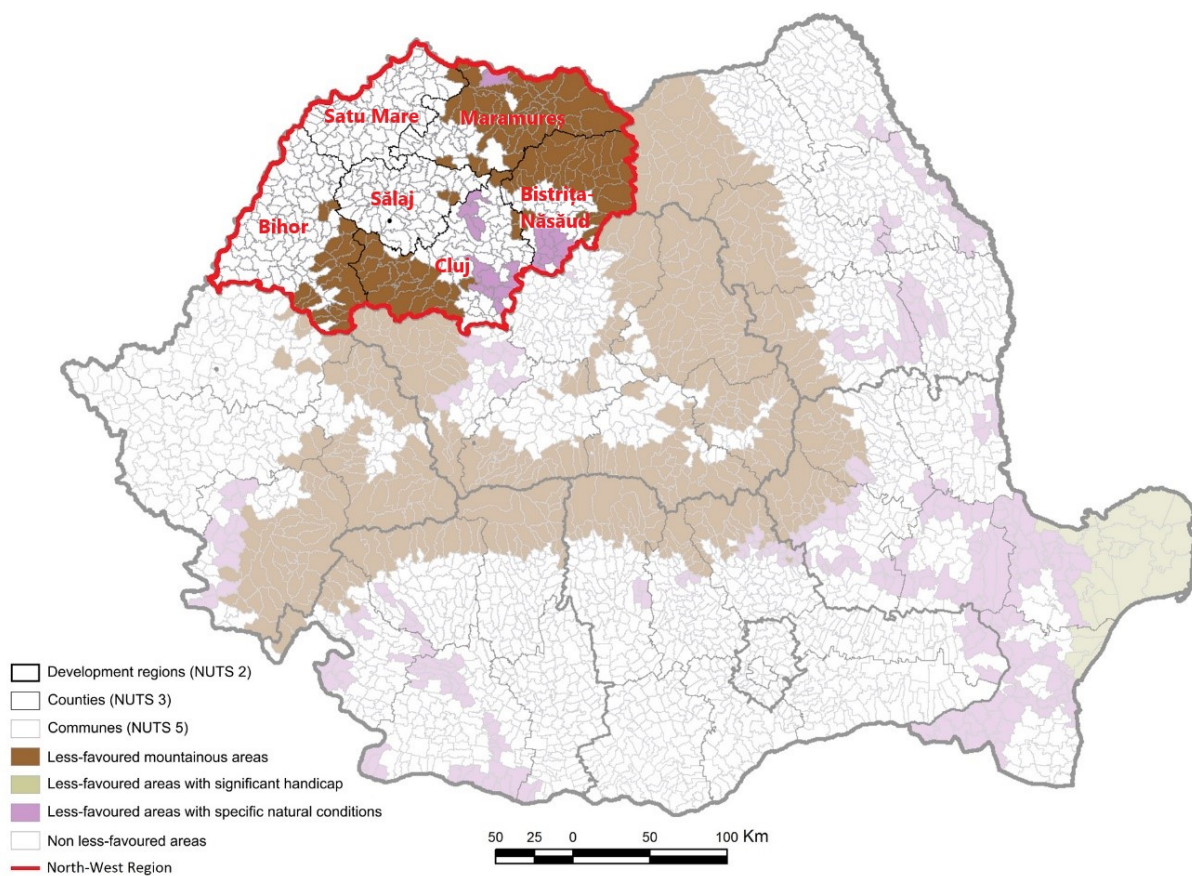 Satu Mare
Maramureș
Sălaj
Bistrița-
Năsăud
Bihor
Cluj
Development regions (NUTS 2)
Counties (NUTS 3)
Communes (NUTS 5)
Less-favoured mountainous areas
Less-favoured areas with significant handicap
Less-favoured areas with specific natural conditions
Non less-favoured areas
North-West Region
50 25 0 50 100 Km